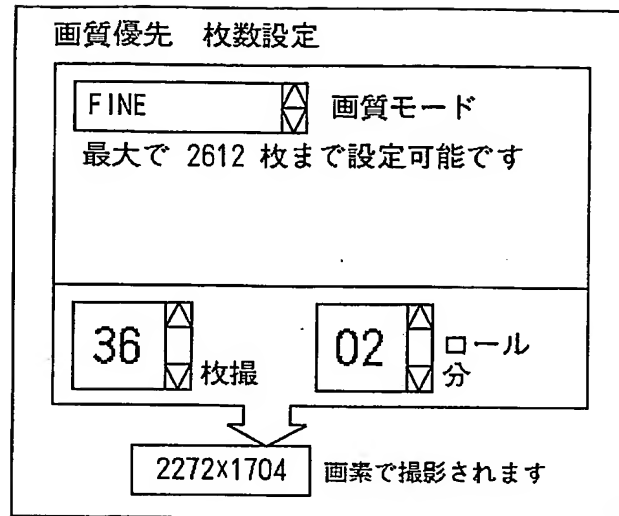 画質優先 枚数設定
FINE 画質モード
最大で 2612 枚まで設定可能です
36 枚撮 02 ロール分
2272×1704 画素で撮影されます